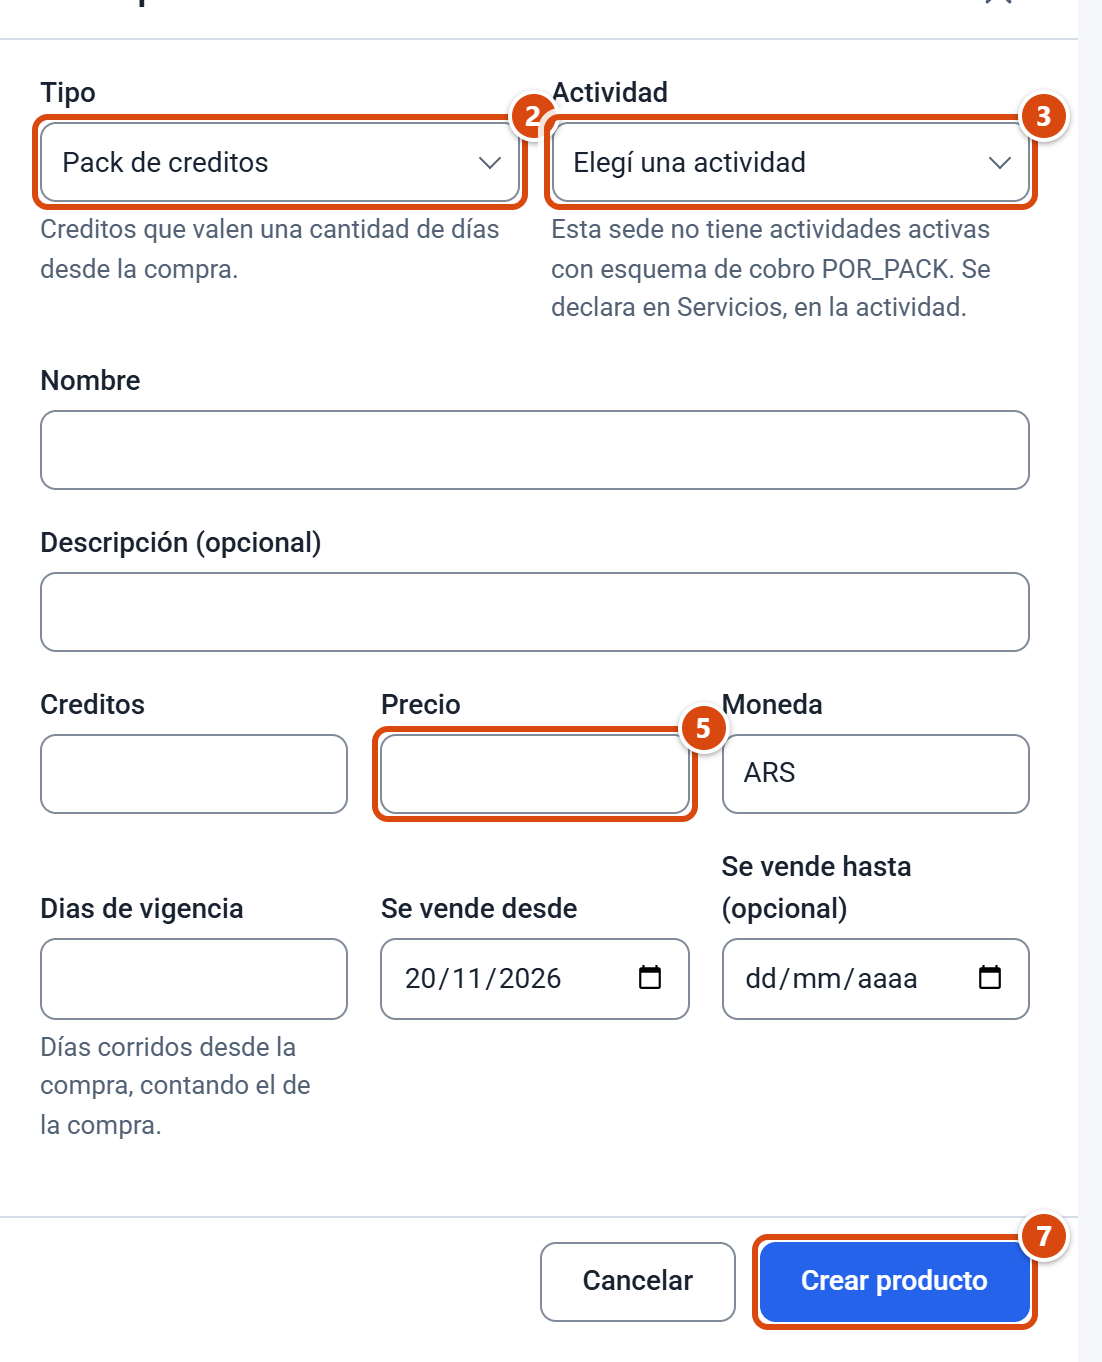 Tipo
2
Actividad
3
Pack de creditos
Elegí una actividad
Creditos que valen una cantidad de días
desde la compra.
Esta sede no tiene actividades activas
con esquema de cobro POR_PACK. Se
declara en Servicios, en la actividad.
Nombre
Descripción (opcional)
Creditos
Precio
5
Moneda
ARS
Dias de vigencia
Se vende desde
Se vende hasta
(opcional)
20/11/2026
dd/mm/aaaa
Días corridos desde la
compra, contando el de
la compra.
7
Cancelar
Crear producto